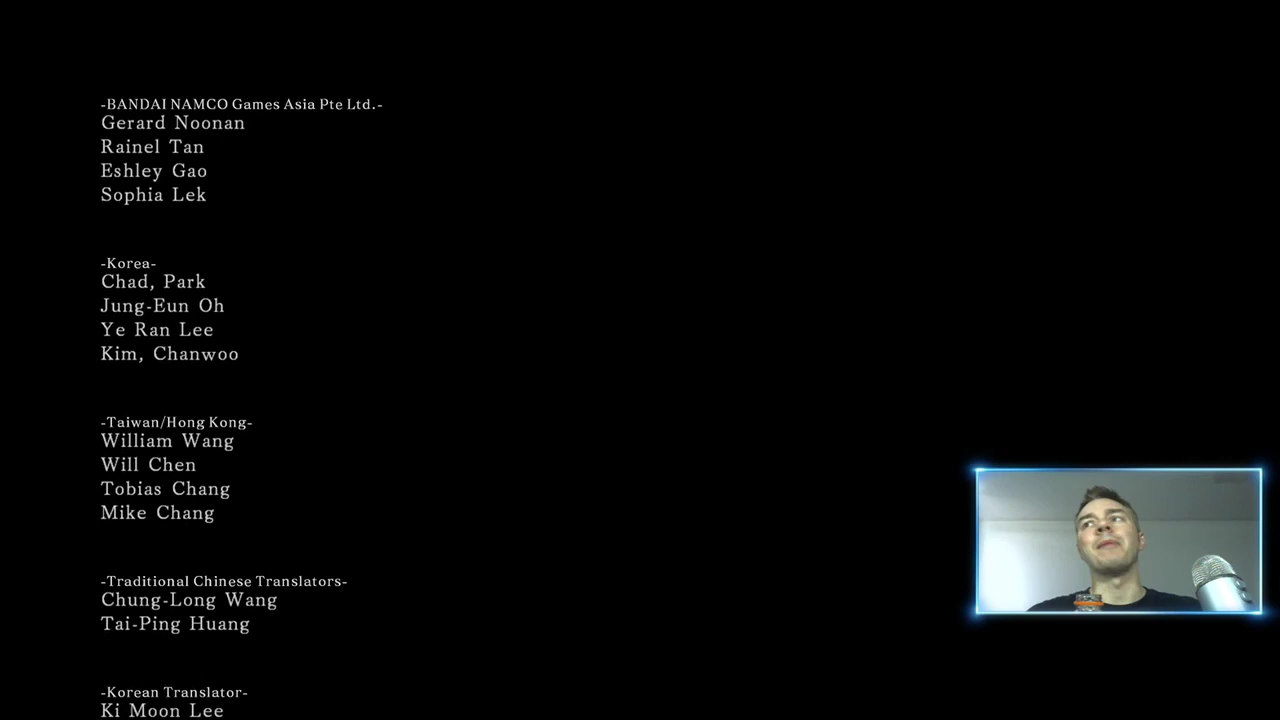 -BANDAI NAMCO Games Asia Pte Ltd.-
Gerard Noonan
Rainel Tan
Eshley Gao
Sophia Lek
-Korea-
Chad, Park
Jung-Eun Oh
Ye Ran Lee
Kim, Chanwoo
-Taiwan/Hong Kong-
William Wang
Will Chen
Tobias Chang
Mike Chang
-Traditional Chinese Translators-
Chung-Long Wang
Tai-Ping Huang
-Korean Translator-
Ki Moon Lee